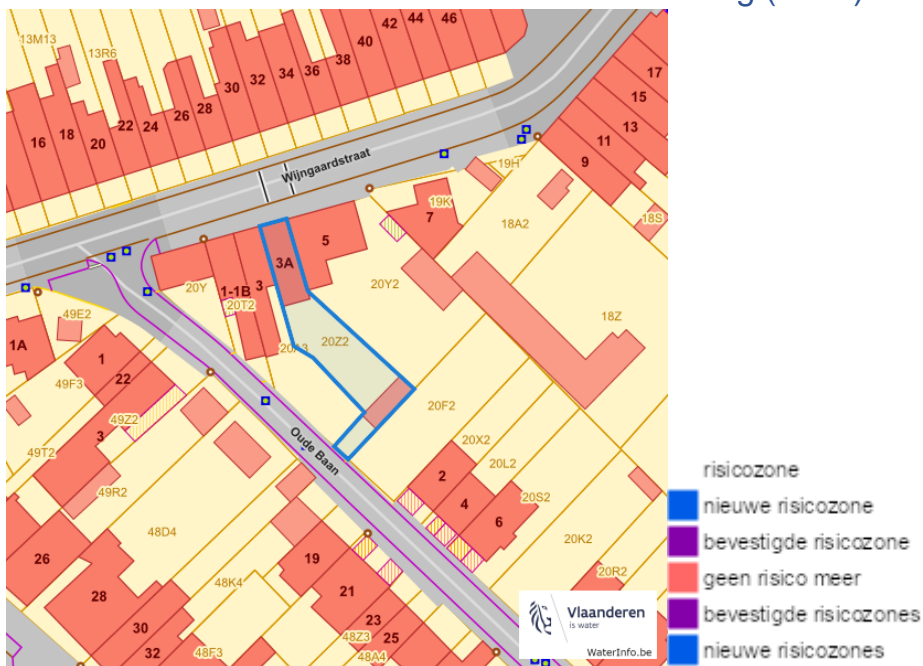 13M13
13R6
16
18
20
22
24
26
28
30
32
34
36
38
40
42
44
46
17
15
13
11
9
Wijngaardstraat
19H
19K
7
18A2
18S
5
3A
3
1-1B
20Y
20T2
20Y2
18Z
49E2
1A
1
22
49F3
3
49Z2
49T2
49R2
20Z2
20F2
Oude Baan
20X2
20L2
20S2
2
4
6
20K2
20R2
48D4
26
28
30
32
48K4
48F3
19
21
23
25
48Z3
48A4
Vlaanderen
is water
WaterInfo.be
risicozone
nieuwe risicozone
bevestigde risicozone
geen risico meer
bevestigde risicozones
nieuwe risicozones